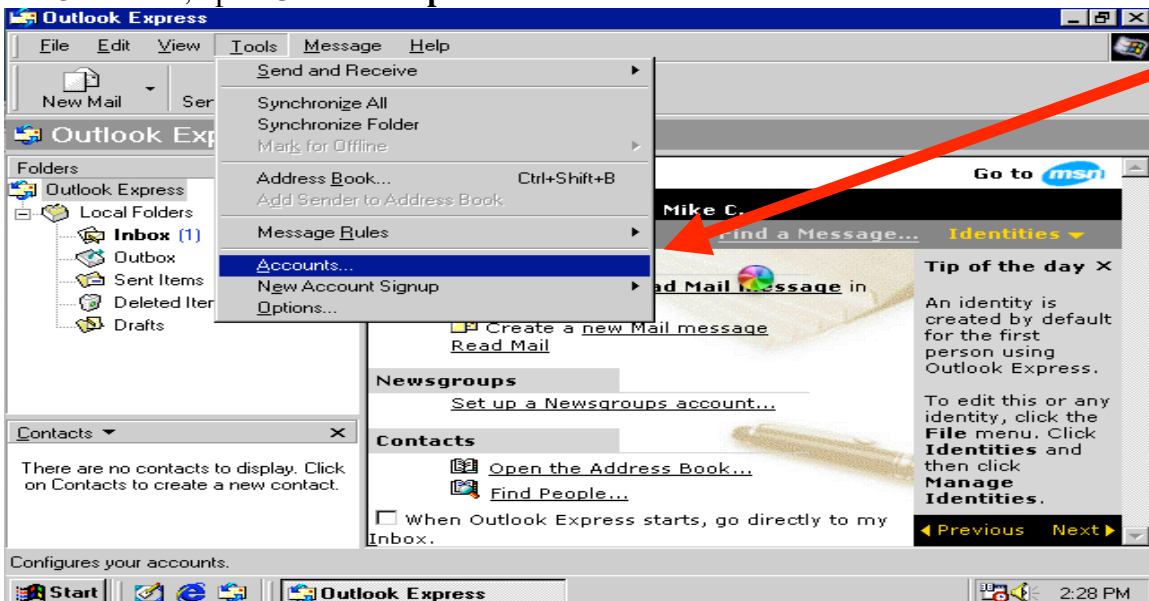 Outlook Express
File Edit View Tools Message Help
New Mail
Send and Receive
Synchronize All
Synchronize Folder
Mark for Offline
Address Book... Ctrl+Shift+B
Add Sender to Address Book
Message Rules
Accounts...
New Account Signup
Options...
Outlook Exp
Folders
Outlook Express
Local Folders
Inbox (1)
Outbox
Sent Items
Deleted Iter
Drafts
Contacts
There are no contacts to display. Click
on Contacts to create a new contact.
Go to msn
Mike C.
Find a Message... Identities
ad Mail message in
Create a new Mail message
Read Mail
Newsgroups
Set up a Newsgroups account...
Contacts
Open the Address Book...
Find People...
When Outlook Express starts, go directly to my
Inbox.
Tip of the day X
An identity is
created by default
for the first
person using
Outlook Express.
To edit this or any
identity, click the
File menu. Click
Identities and
then click
Manage
Identities.
Previous Next
Configures your accounts.
Start Outlook Express 2:28 PM